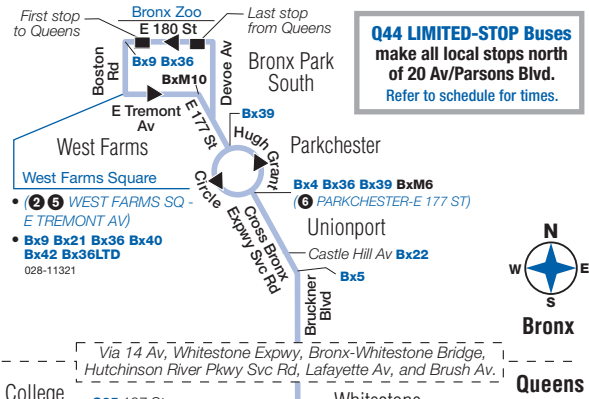 First stop
to Queens
Bronx Zoo
E 180 St
Last stop
from Queens
Q44 LIMITED-STOP Buses
make all local stops north
of 20 Av/Parsons Blvd.
Refer to schedule for times.
Boston
Rd
Bx9 Bx36
BxM10
Devoe Av
Bronx Park
South
E Tremont
Av
E 177 St
Bx39
West Farms
Hugh Grant
Circle
Parkchester
West Farms Square
• (2 5 WEST FARMS SQ -
E TREMONT AV)
• Bx9 Bx21 Bx36 Bx40
Bx42 Bx36LTD
028-11321
Bx4 Bx36 Bx39 BxM6
(6 PARKCHESTER-E 177 ST)
Cross Bronx
Expwy Svc Rd
Unionport
Castle Hill Av Bx22
Bx5
Bruckner
Blvd
N
W E
S
Bronx
Via 14 Av, Whitestone Expwy, Bronx-Whitestone Bridge,
Hutchinson River Pkwy Svc Rd, Lafayette Av, and Brush Av.
Queens
College
Whitestone